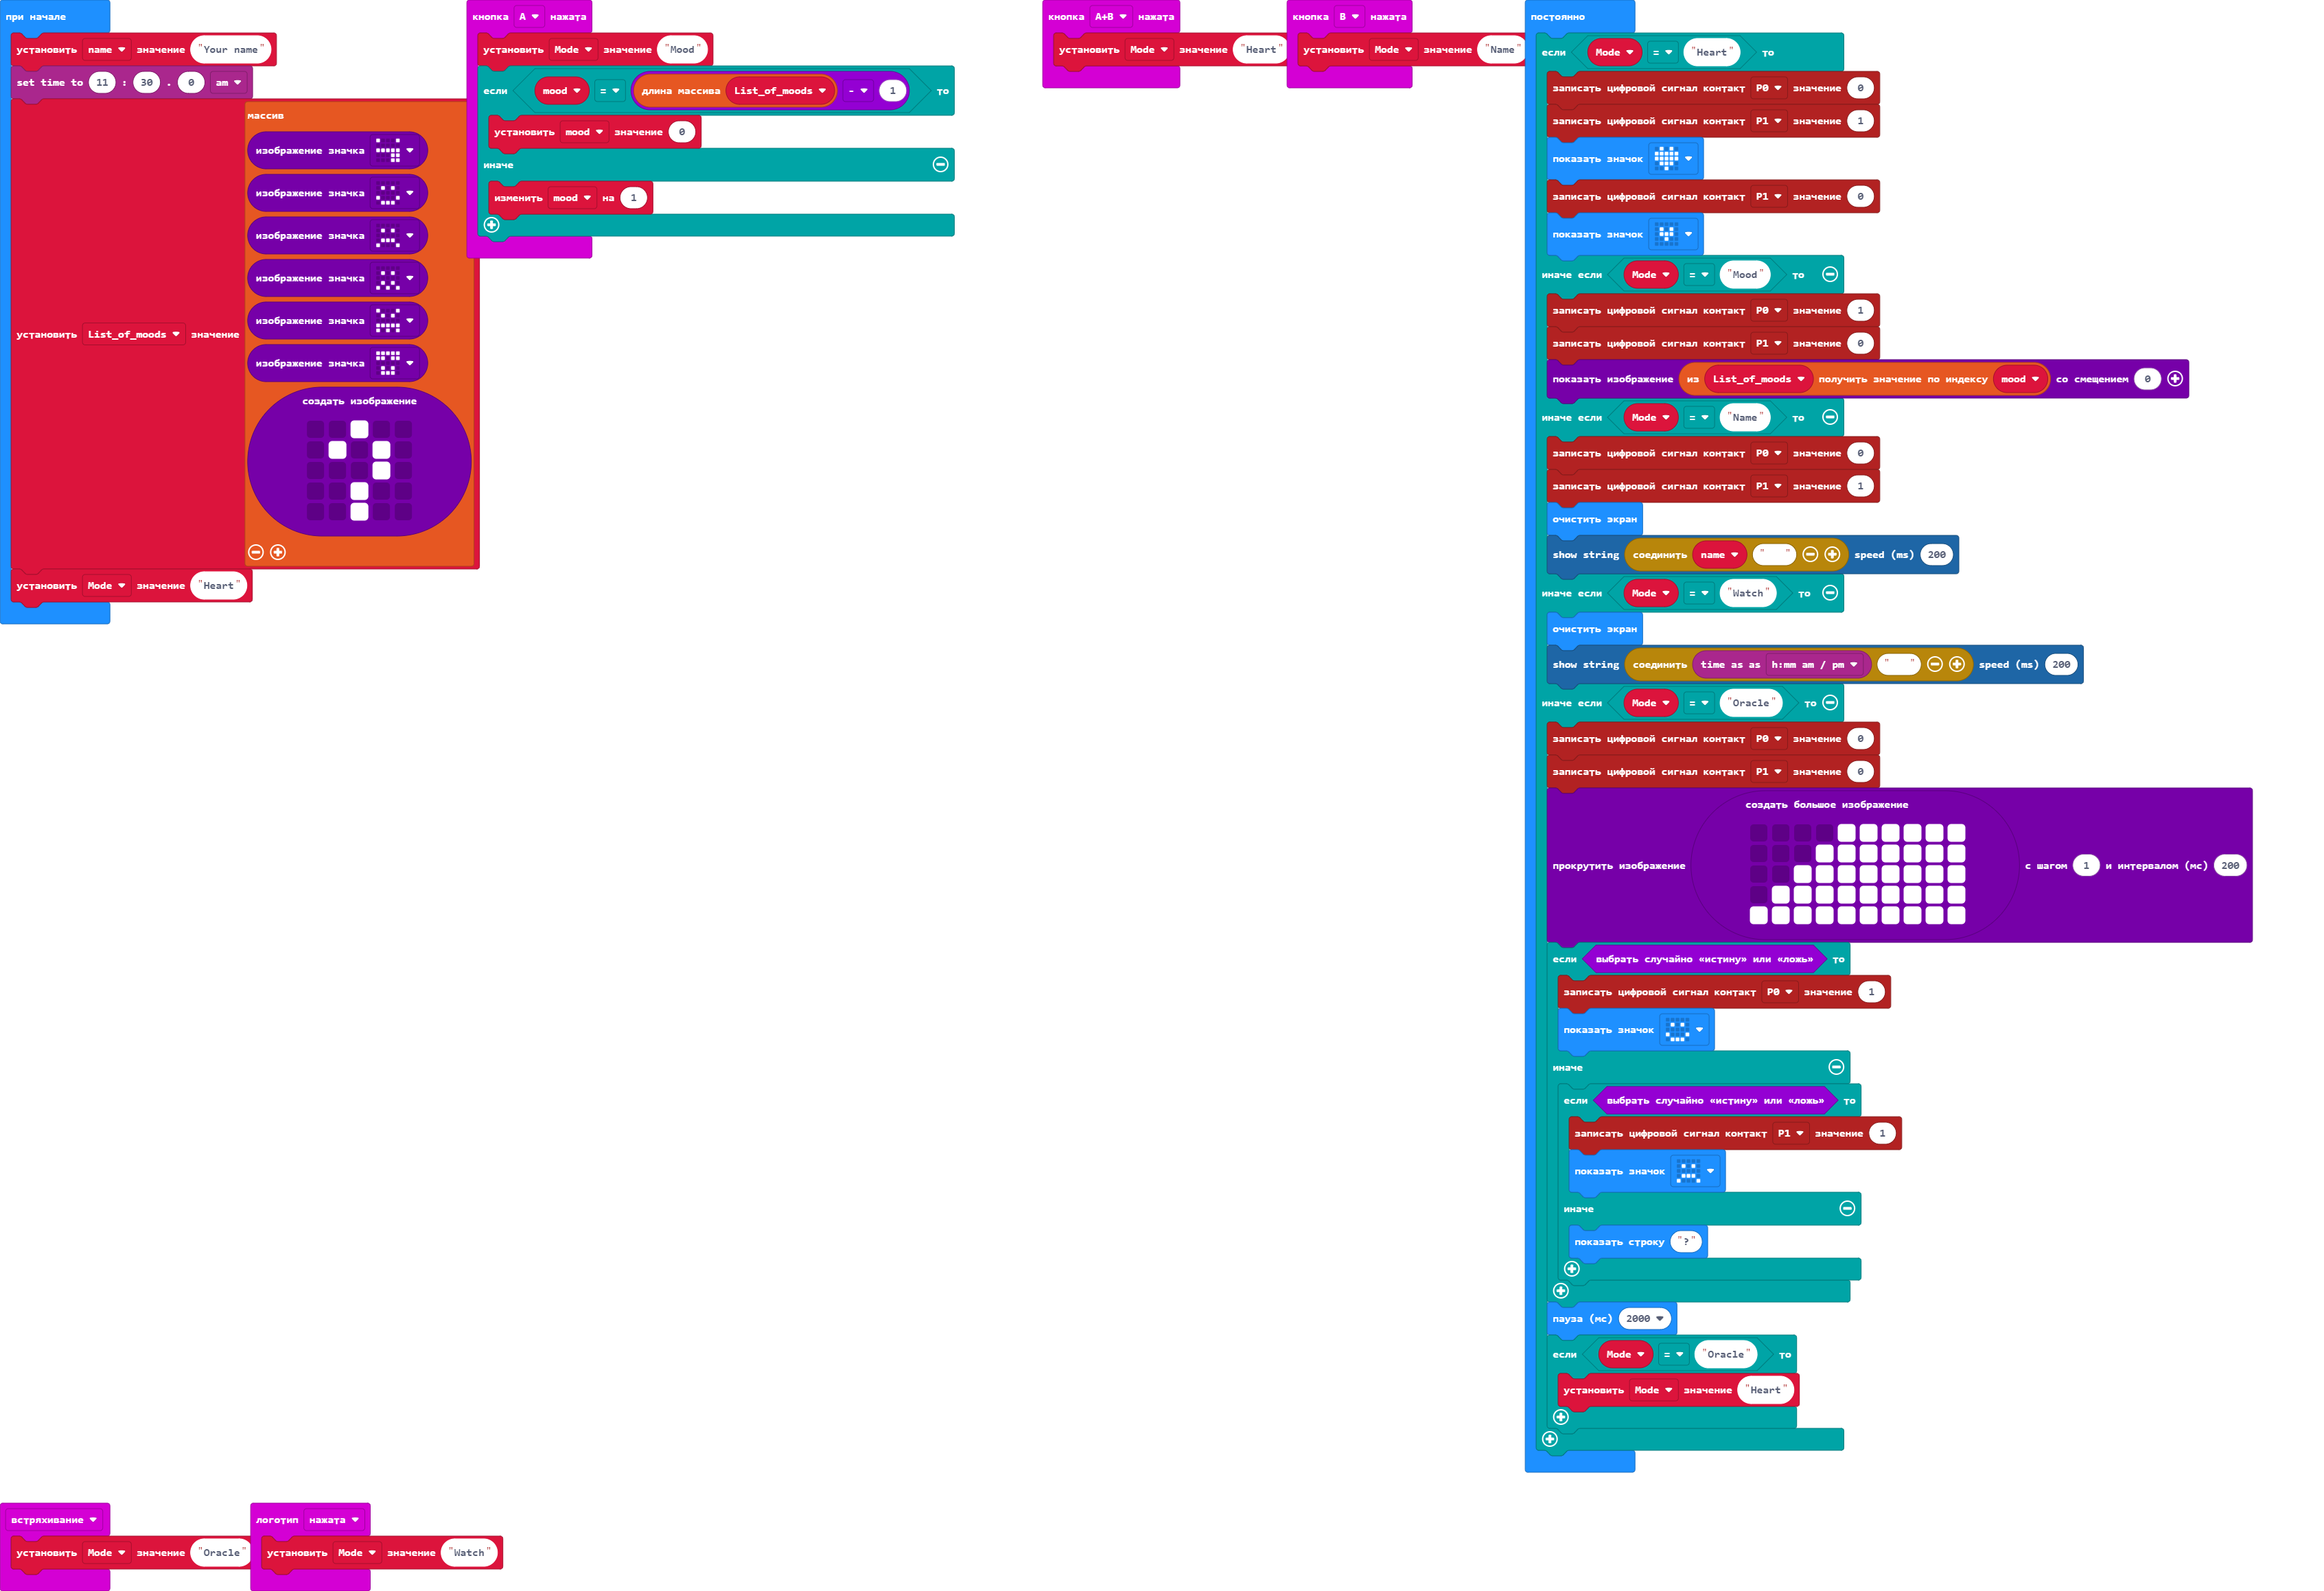 при начале
установить name значение "Your name"
set time to 11 : 30 . 0 am
установить List_of_moods значение
массив
изображение значка
изображение значка
изображение значка
изображение значка
изображение значка
изображение значка
создать изображение
установить Mode значение "Heart"
кнопка A нажата
установить Mode значение "Mood"
если mood = длина массива List_of_moods - 1 то
установить mood значение 0
иначе
изменить mood на 1
кнопка A+B нажата
установить Mode значение "Heart"
кнопка B нажата
установить Mode значение "Name"
постоянно
если Mode = "Heart" то
записать цифровой сигнал контакт P0 значение 0
записать цифровой сигнал контакт P1 значение 1
показать значок
записать цифровой сигнал контакт P1 значение 0
показать значок
иначе если Mode = "Mood" то
записать цифровой сигнал контакт P0 значение 1
записать цифровой сигнал контакт P1 значение 0
показать изображение из List_of_moods получить значение по индексу mood со смещением 0
иначе если Mode = "Name" то
записать цифровой сигнал контакт P0 значение 0
записать цифровой сигнал контакт P1 значение 1
очистить экран
show string соединить name " " speed (ms) 200
иначе если Mode = "Watch" то
очистить экран
show string соединить time as as h:mm am / pm " " speed (ms) 200
иначе если Mode = "Oracle" то
записать цифровой сигнал контакт P0 значение 0
записать цифровой сигнал контакт P1 значение 0
создать большое изображение
прокрутить изображение с шагом 1 и интервалом (мс) 200
если выбрать случайно «истину» или «ложь» то
записать цифровой сигнал контакт P0 значение 1
показать значок
иначе
если выбрать случайно «истину» или «ложь» то
записать цифровой сигнал контакт P1 значение 1
показать значок
иначе
показать строку "?"
пауза (мс) 2000
если Mode = "Oracle" то
установить Mode значение "Heart"
встряхивание
установить Mode значение "Oracle"
логотип нажата
установить Mode значение "Watch"